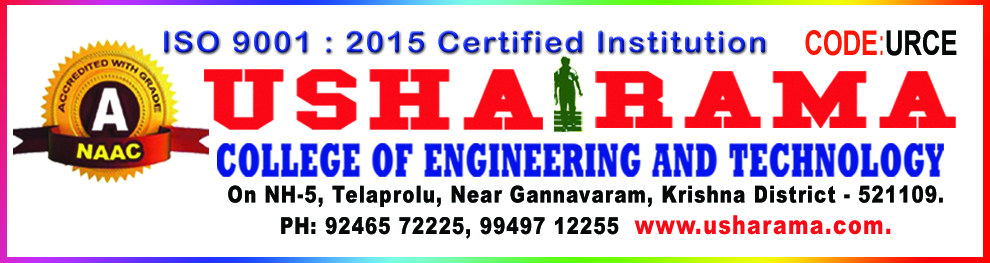 ISO 9001 : 2015 Certified Institution CODE:URCE
ACCREDITED WITH GRADE
A
NAAC
USHA RAMA
COLLEGE OF ENGINEERING AND TECHNOLOGY
On NH-5, Telaprolu, Near Gannavaram, Krishna District - 521109.
PH: 92465 72225, 99497 12255 www.usharama.com.